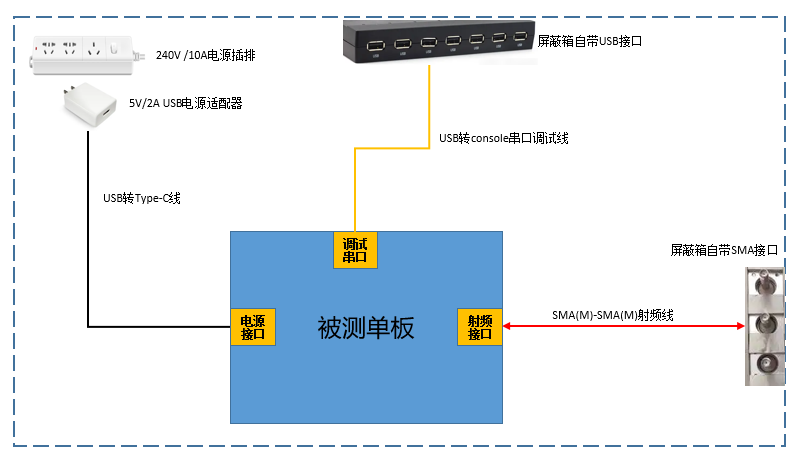 240V /10A电源插排
屏蔽箱自带USB接口
5V/2A USB电源适配器
USB转console串口调试线
USB转Type-C线
调试
串口
屏蔽箱自带SMA接口
电源
接口
被测单板
射频
接口
SMA(M)-SMA(M)射频线